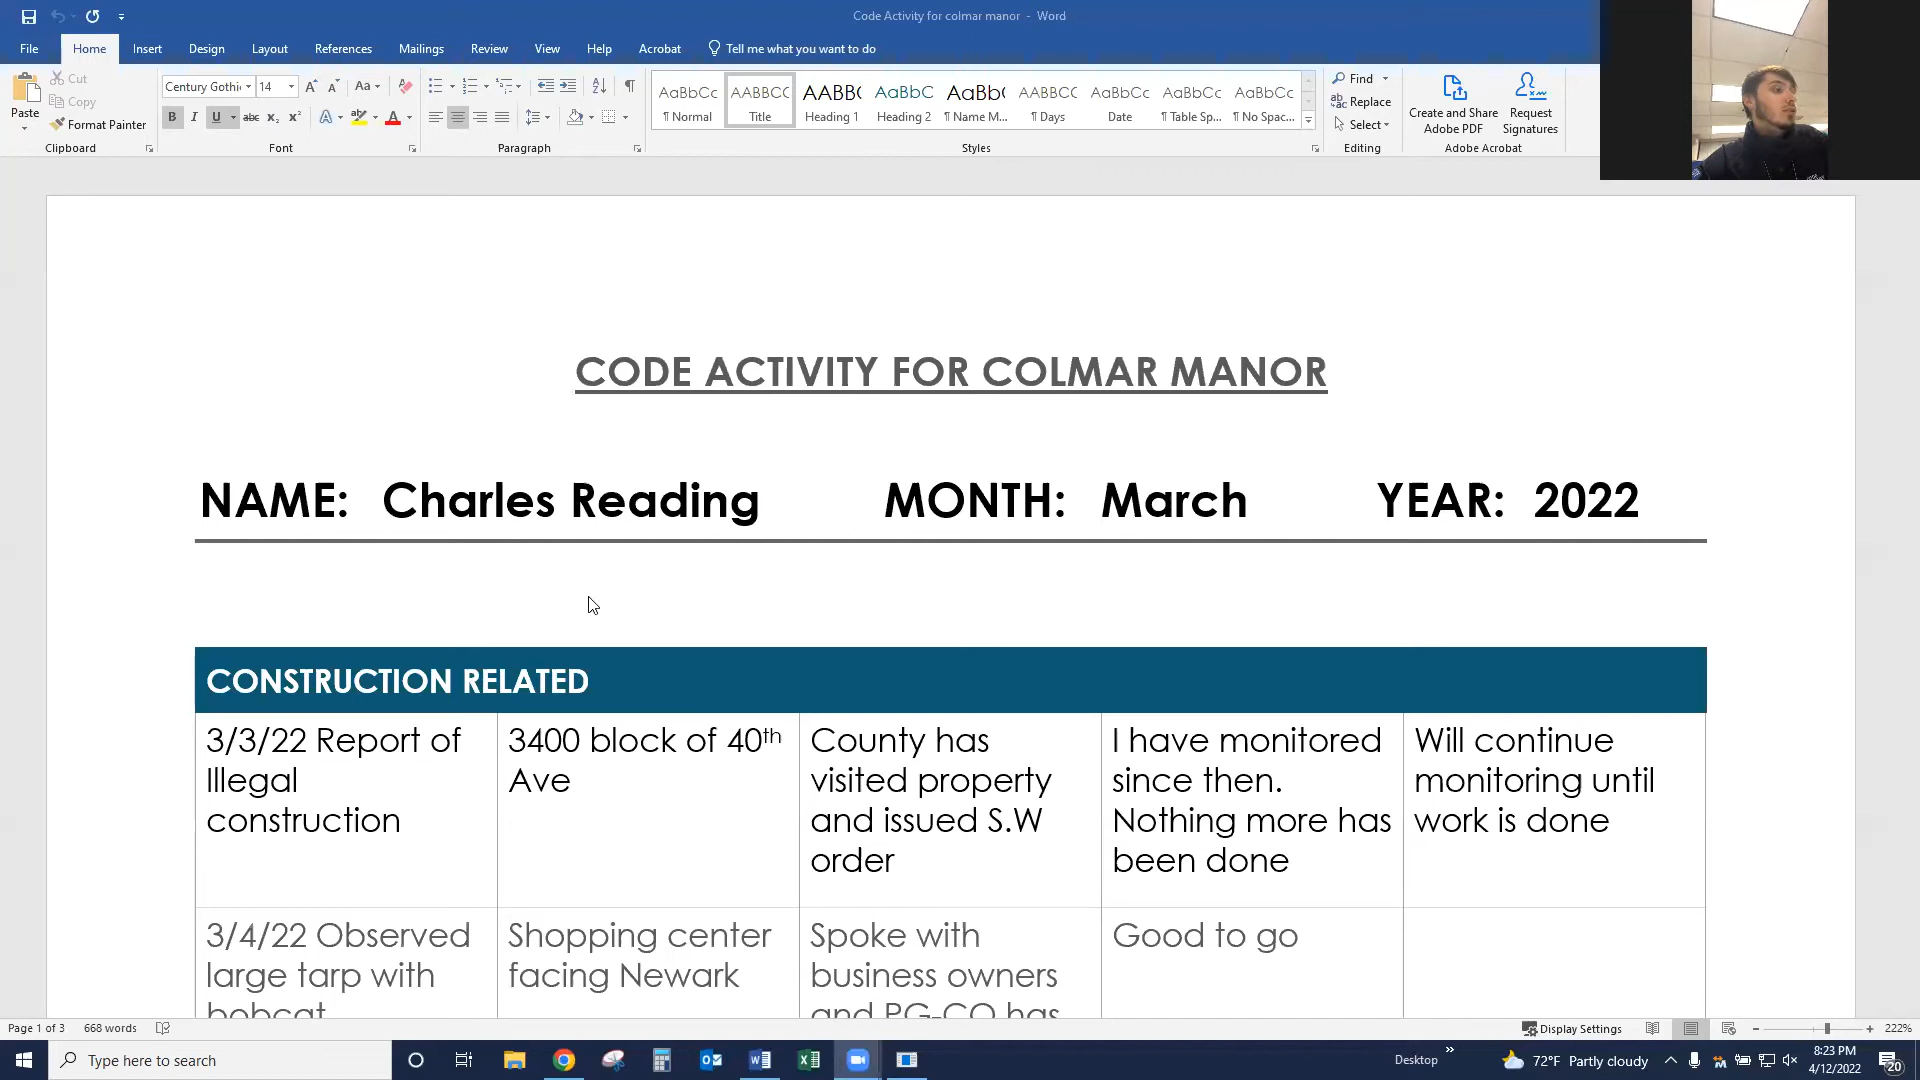 Code Activity for colmar manor - Word
File Home Insert Design Layout References Mailings Review View Help Acrobat Tell me what you want to do
Paste
Cut
Copy
Format Painter
Clipboard
Century Gothi 14
Font
Paragraph
AaBbCc AABBCC AABBC AaBbC AaBbC AABBCC AaBbCc AaBbCc AaBbCc
¶ Normal Title Heading 1 Heading 2 ¶ Name M... ¶ Days Date ¶ Table Sp... ¶ No Spac...
Styles
Find
Replace
Select
Editing
Create and Share
Adobe PDF
Request
Signatures
Adobe Acrobat
CODE ACTIVITY FOR COLMAR MANOR
NAME: Charles Reading MONTH: March YEAR: 2022
CONSTRUCTION RELATED
3/3/22 Report of
Illegal
construction
3400 block of 40th
Ave
County has
visited property
and issued S.W
order
I have monitored
since then.
Nothing more has
been done
Will continue
monitoring until
work is done
3/4/22 Observed
large tarp with
bobcat
Shopping center
facing Newark
Spoke with
business owners
and PG-CO has
Good to go
Page 1 of 3 668 words
Display Settings
222%
Type here to search
Desktop
72°F Partly cloudy
8:23 PM
4/12/2022
20